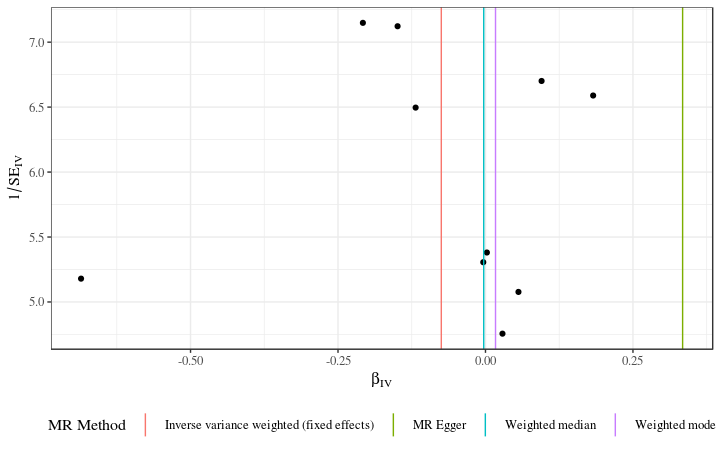 7.0
6.5
6.0
5.5
5.0
1/SE_IV
-0.50 -0.25 0.00 0.25
β_IV
MR Method Inverse variance weighted (fixed effects) MR Egger Weighted median Weighted mode